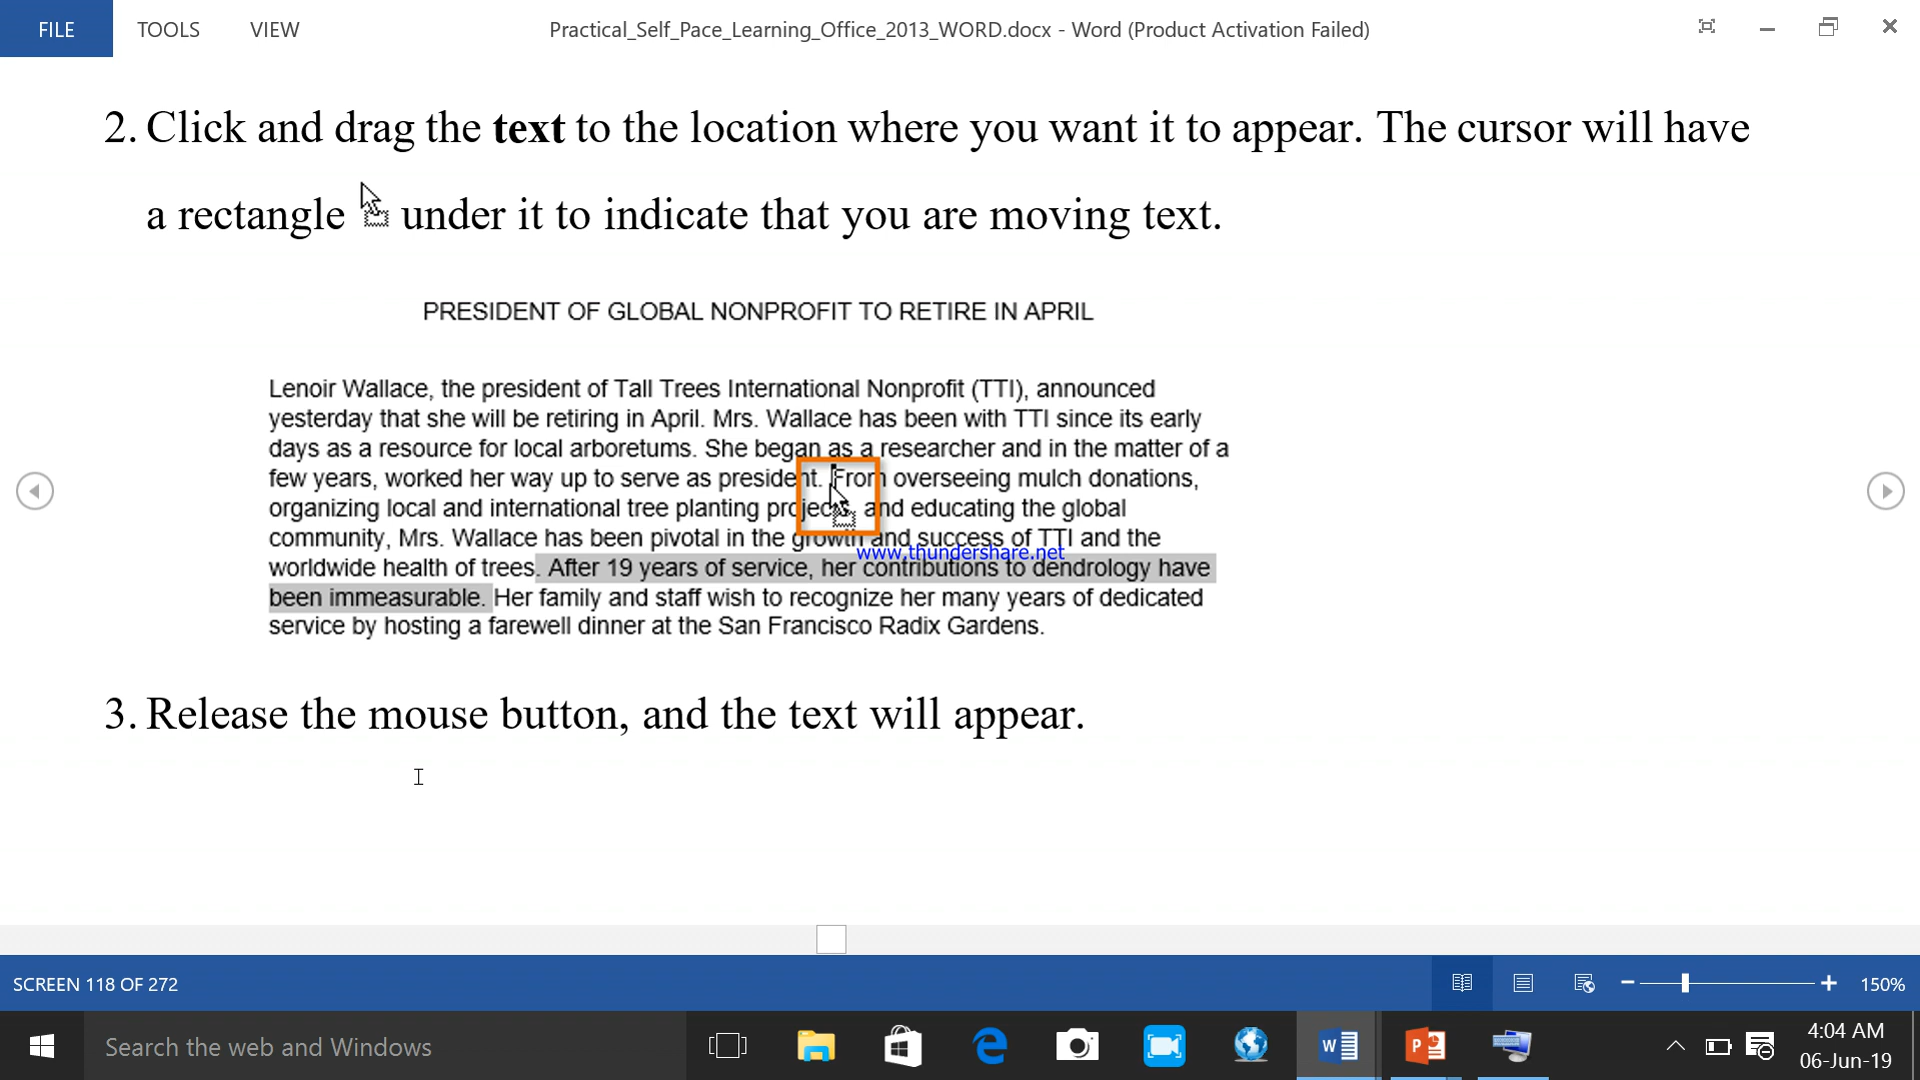 FILE TOOLS VIEW Practical_Self_Pace_Learning_Office_2013_WORD.docx - Word (Product Activation Failed)
2. Click and drag the text to the location where you want it to appear. The cursor will have
a rectangle under it to indicate that you are moving text.
PRESIDENT OF GLOBAL NONPROFIT TO RETIRE IN APRIL
Lenoir Wallace, the president of Tall Trees International Nonprofit (TTI), announced
yesterday that she will be retiring in April. Mrs. Wallace has been with TTI since its early
days as a resource for local arboretums. She began as a researcher and in the matter of a
few years, worked her way up to serve as president. From overseeing mulch donations,
organizing local and international tree planting projects, and educating the global
community, Mrs. Wallace has been pivotal in the growth and success of TTI and the
www.thundershare.net
worldwide health of trees. After 19 years of service, her contributions to dendrology have
been immeasurable. Her family and staff wish to recognize her many years of dedicated
service by hosting a farewell dinner at the San Francisco Radix Gardens.
3. Release the mouse button, and the text will appear.
SCREEN 118 OF 272 150%
Search the web and Windows 4:04 AM
06-Jun-19